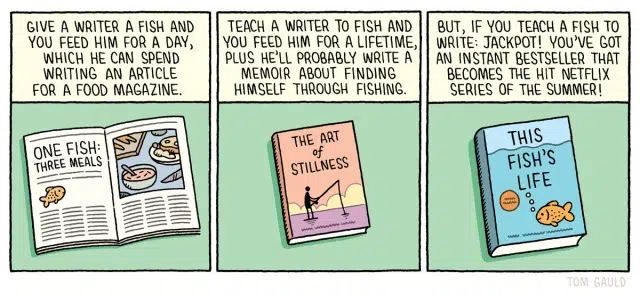 GIVE A WRITER A FISH AND
YOU FEED HIM FOR A DAY,
WHICH HE CAN SPEND
WRITING AN ARTICLE
FOR A FOOD MAGAZINE.
ONE FISH:
THREE MEALS
TEACH A WRITER TO FISH AND
YOU FEED HIM FOR A LIFETIME,
PLUS HE'LL PROBABLY WRITE A
MEMOIR ABOUT FINDING
HIMSELF THROUGH FISHING.
THE ART
of
STILLNESS
BUT, IF YOU TEACH A FISH TO
WRITE: JACKPOT! YOU'VE GOT
AN INSTANT BESTSELLER THAT
BECOMES THE HIT NETFLIX
SERIES OF THE SUMMER!
THIS
FISH'S
LIFE
TOM GAULD